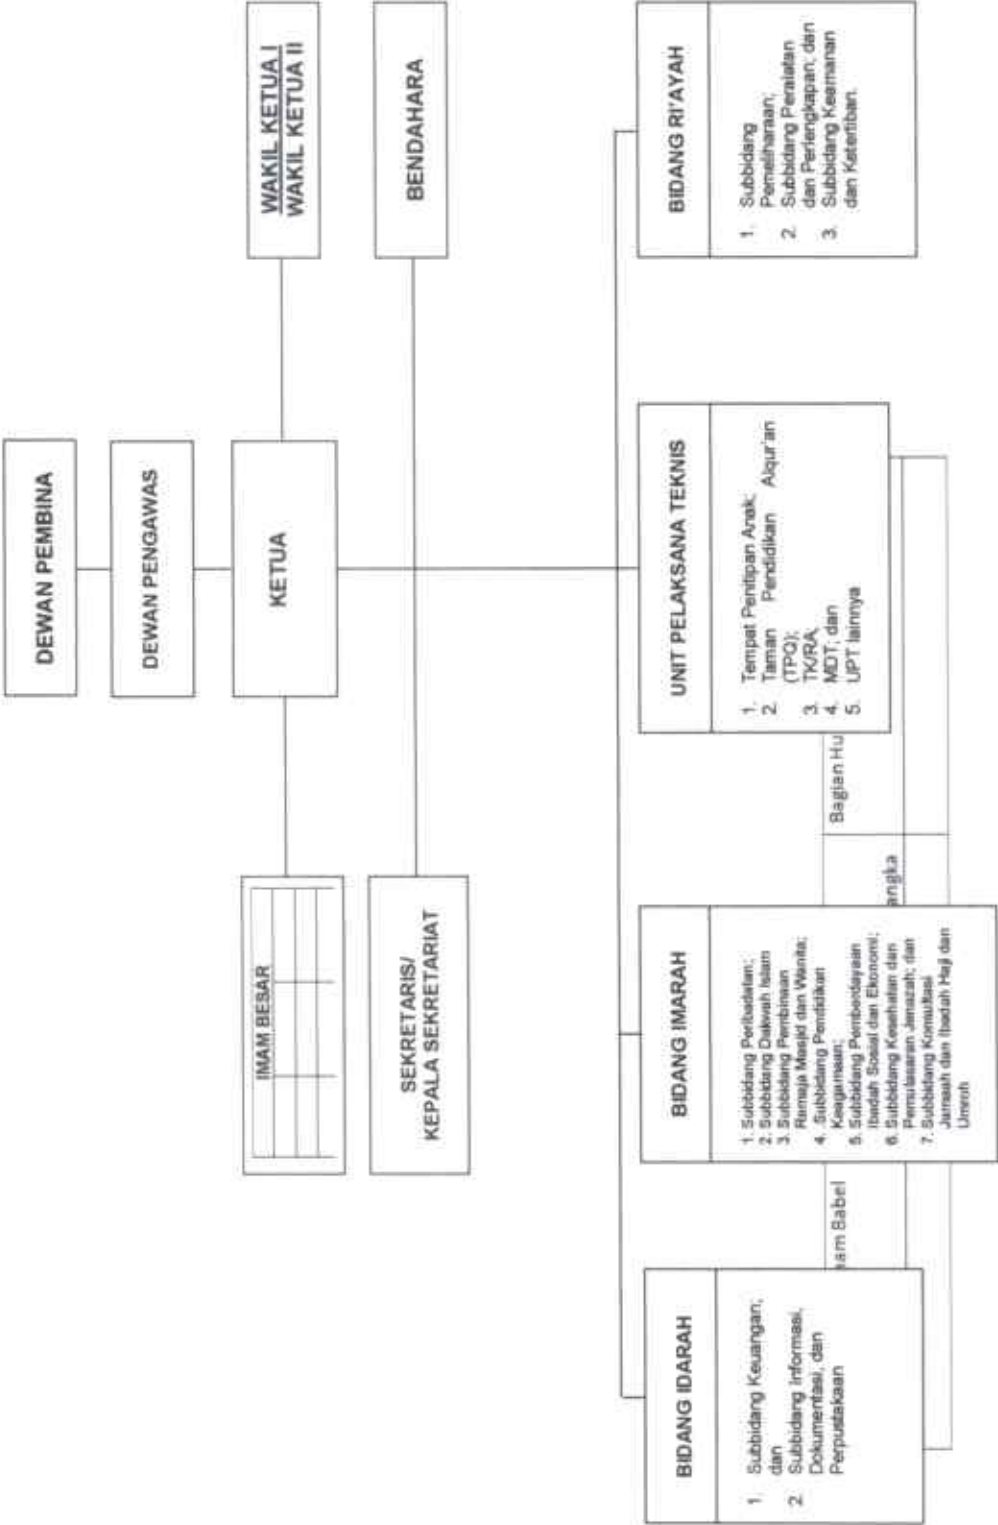 DEWAN PEMBINA
DEWAN PENGAWAS
KETUA
WAKIL KETUA I
WAKIL KETUA II
IMAM BESAR
BENDAHARA
SEKRETARIS/
KEPALA SEKRETARIAT
BIDANG IDARAH
1. Subbidang Keuangan;
dan
2. Subbidang Informasi,
Dokumentasi, dan
Perpustakaan
BIDANG IMARAH
1. Subbidang Peribadatan;
2. Subbidang Dakwah Islam
3. Subbidang Pembinaan
Remaja Masjid dan Wanita;
4. Subbidang Pendidikan
Keagamaan;
5. Subbidang Pemberdayaan
Ibadah Sosial dan Ekonomi;
6. Subbidang Kesehatan dan
Pemulasaran Jenazah; dan
7. Subbidang Konsultasi
Jamaah dan Ibadah Haji dan
Umroh
UNIT PELAKSANA TEKNIS
1. Tempat Penitipan Anak;
2. Taman Pendidikan Alqur'an
(TPQ);
3. TK/RA;
4. MDT; dan
5. UPT lainnya
BIDANG RI'AYAH
1. Subbidang
Pemeliharaan;
2. Subbidang Peralatan
dan Perlengkapan; dan
3. Subbidang Keamanan
dan Ketertiban.
Bagian Hu
angka
Babel